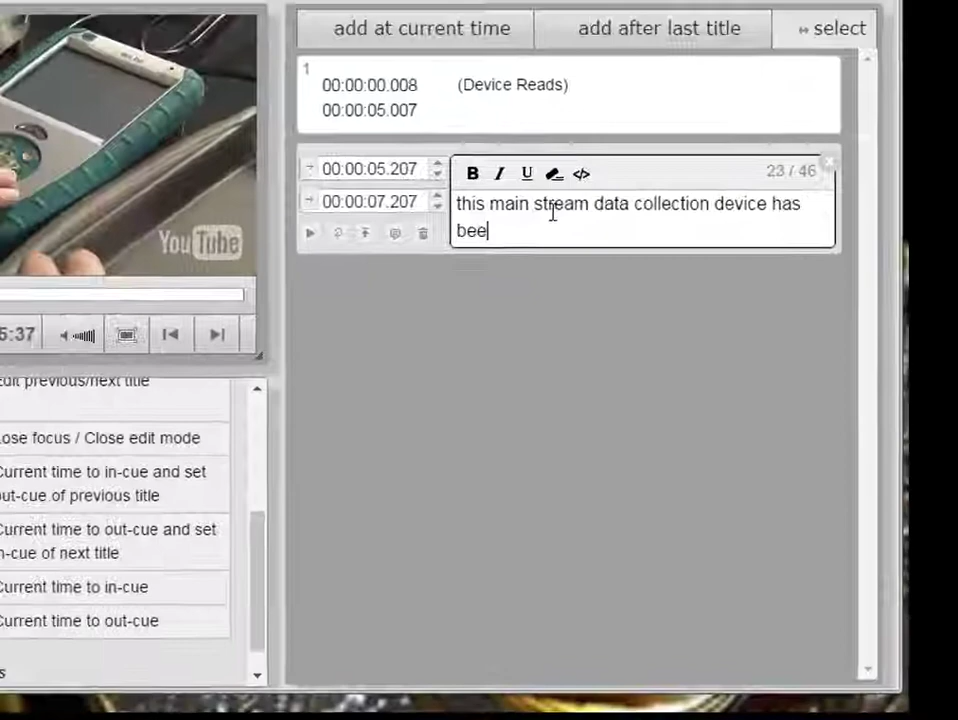 add at current time
add after last title
select
1
00:00:00.008
(Device Reads)
00:00:05.007
00:00:05.207
B I U </>
23 / 46
00:00:07.207
this main stream data collection device has
bee
YouTube
5:37
previous/next title
ose focus / Close edit mode
Current time to in-cue and set
ut-cue of previous title
Current time to out-cue and set
n-cue of next title
Current time to in-cue
Current time to out-cue
s